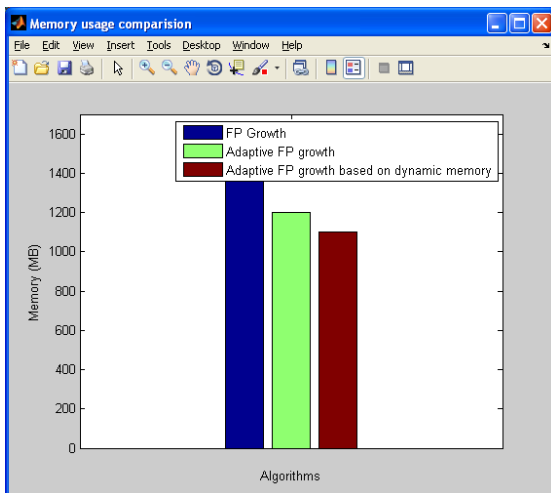 Memory usage comparision
File Edit View Insert Tools Desktop Window Help
FP Growth
Adaptive FP growth
Adaptive FP growth based on dynamic memory
1600
1400
1200
1000
800
600
400
200
0
Memory (MB)
Algorithms